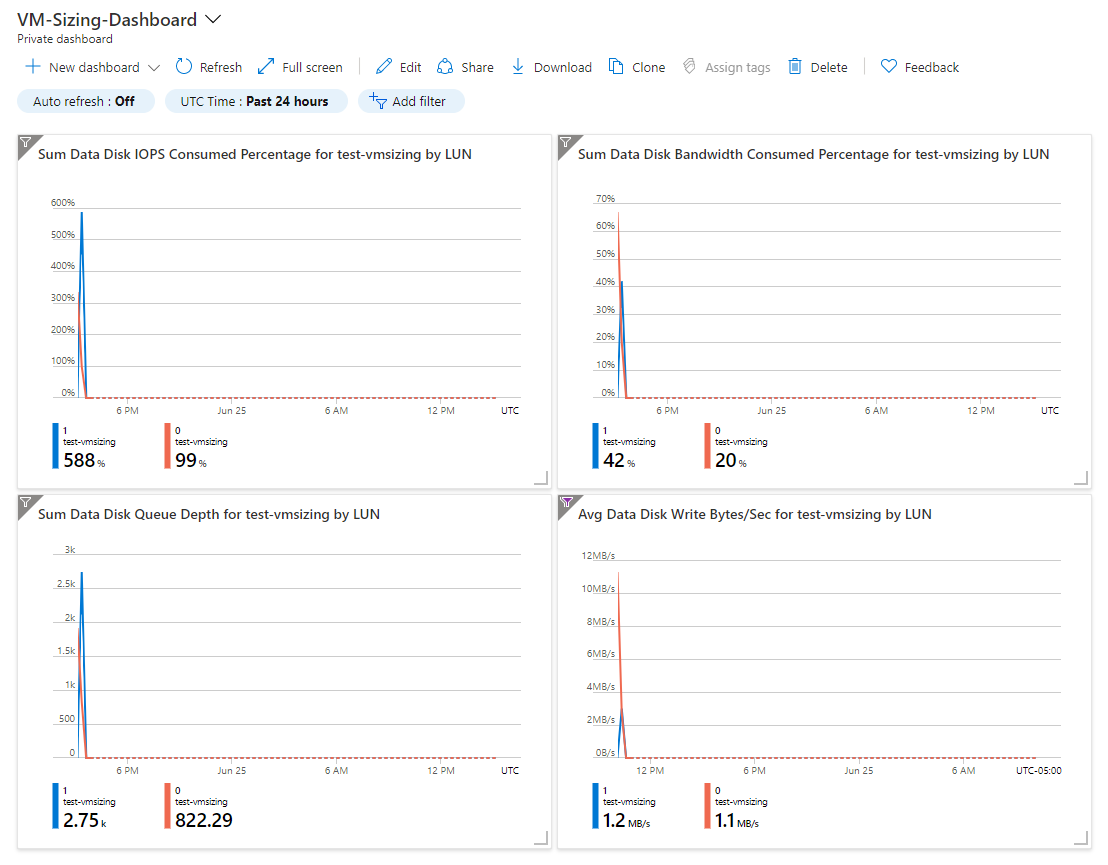 VM-Sizing-Dashboard
Private dashboard
New dashboard Refresh Full screen Edit Share Download Clone Assign tags Delete Feedback
Auto refresh : Off UTC Time : Past 24 hours Add filter
Sum Data Disk IOPS Consumed Percentage for test-vmsizing by LUN
600%
500%
400%
300%
200%
100%
0%
6 PM Jun 25 6 AM 12 PM UTC
1 0
test-vmsizing test-vmsizing
588 % 99 %
Sum Data Disk Bandwidth Consumed Percentage for test-vmsizing by LUN
70%
60%
50%
40%
30%
20%
10%
0%
6 PM Jun 25 6 AM 12 PM UTC
1 0
test-vmsizing test-vmsizing
42 % 20 %
Sum Data Disk Queue Depth for test-vmsizing by LUN
3k
2.5k
2k
1.5k
1k
500
0
6 PM Jun 25 6 AM 12 PM UTC
1 0
test-vmsizing test-vmsizing
2.75 k 822.29
Avg Data Disk Write Bytes/Sec for test-vmsizing by LUN
12MB/s
10MB/s
8MB/s
6MB/s
4MB/s
2MB/s
0B/s
12 PM 6 PM Jun 25 6 AM UTC-05:00
1 0
test-vmsizing test-vmsizing
1.2 MB/s 1.1 MB/s